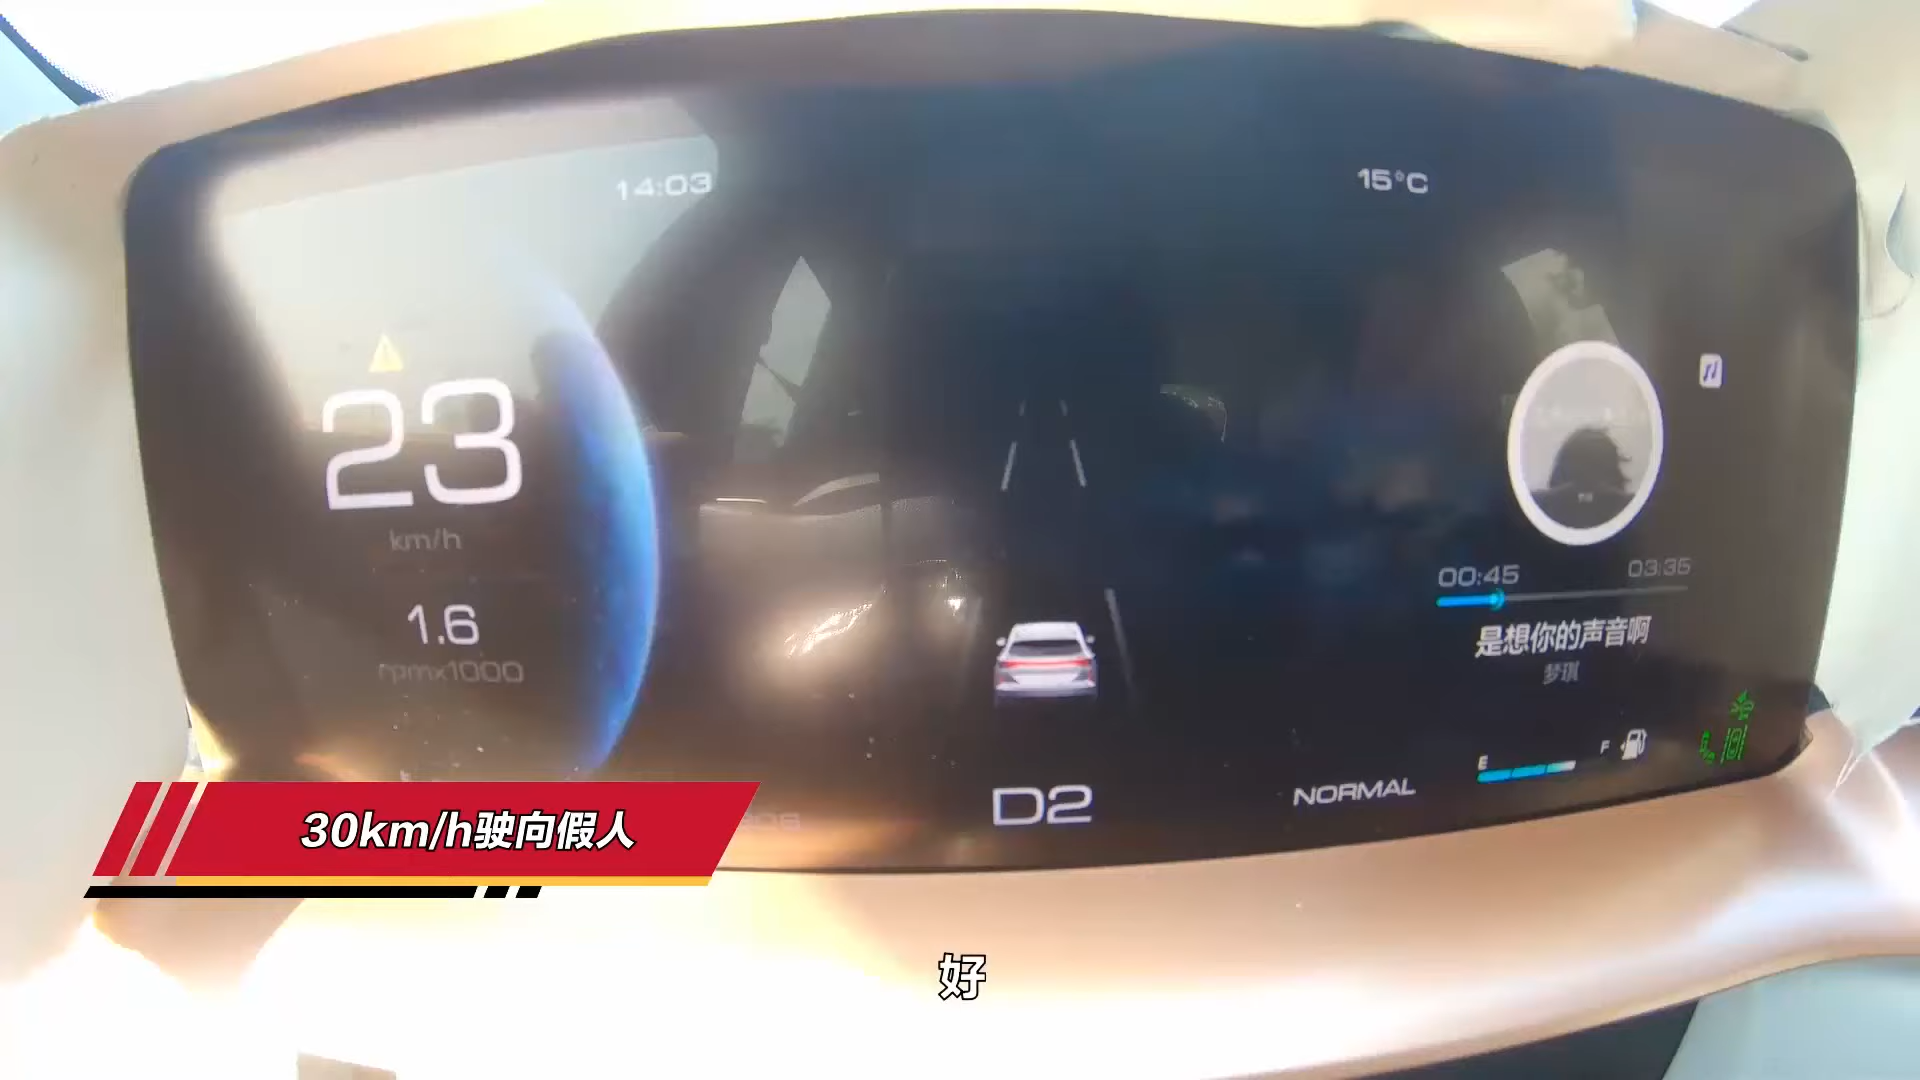 14:03
15°C
23
km/h
1.6
rpmx1000
00:45
03:35
是想你的声音啊
梦琪
E
F
D2
NORMAL
30km/h驶向假人
好